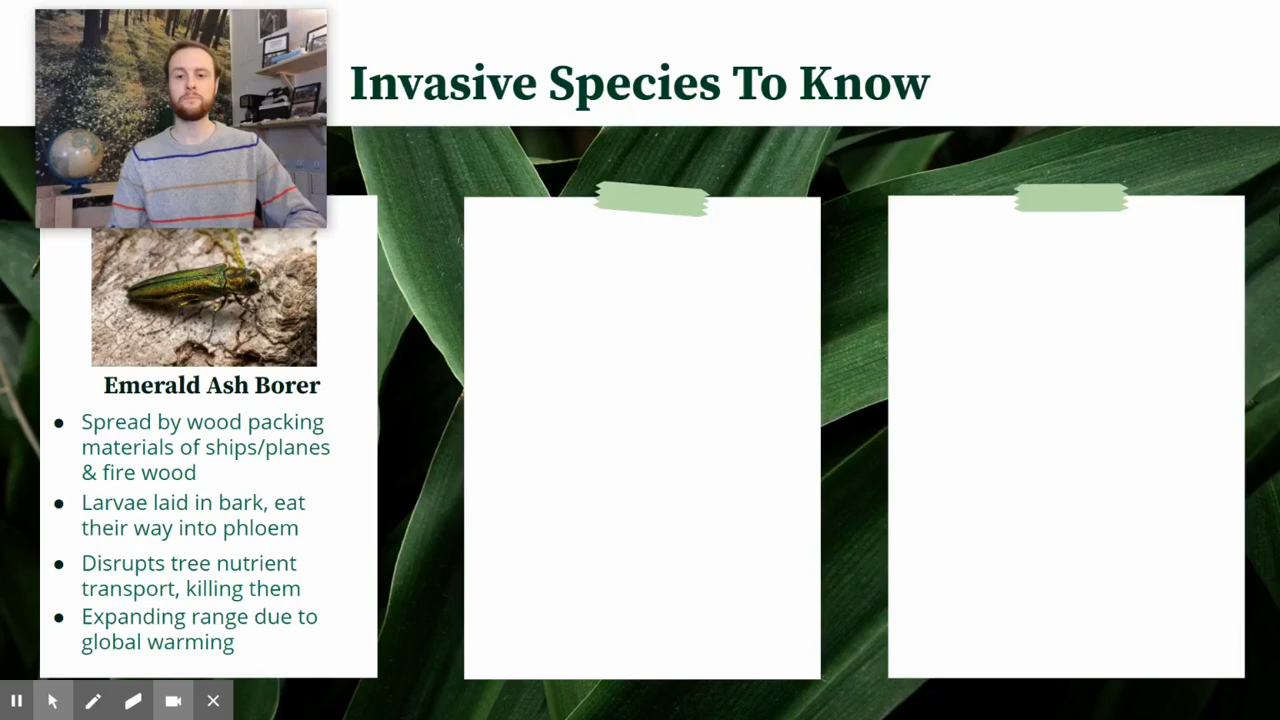 Invasive Species To Know
Emerald Ash Borer
● Spread by wood packing
materials of ships/planes
& fire wood
● Larvae laid in bark, eat
their way into phloem
● Disrupts tree nutrient
transport, killing them
● Expanding range due to
global warming